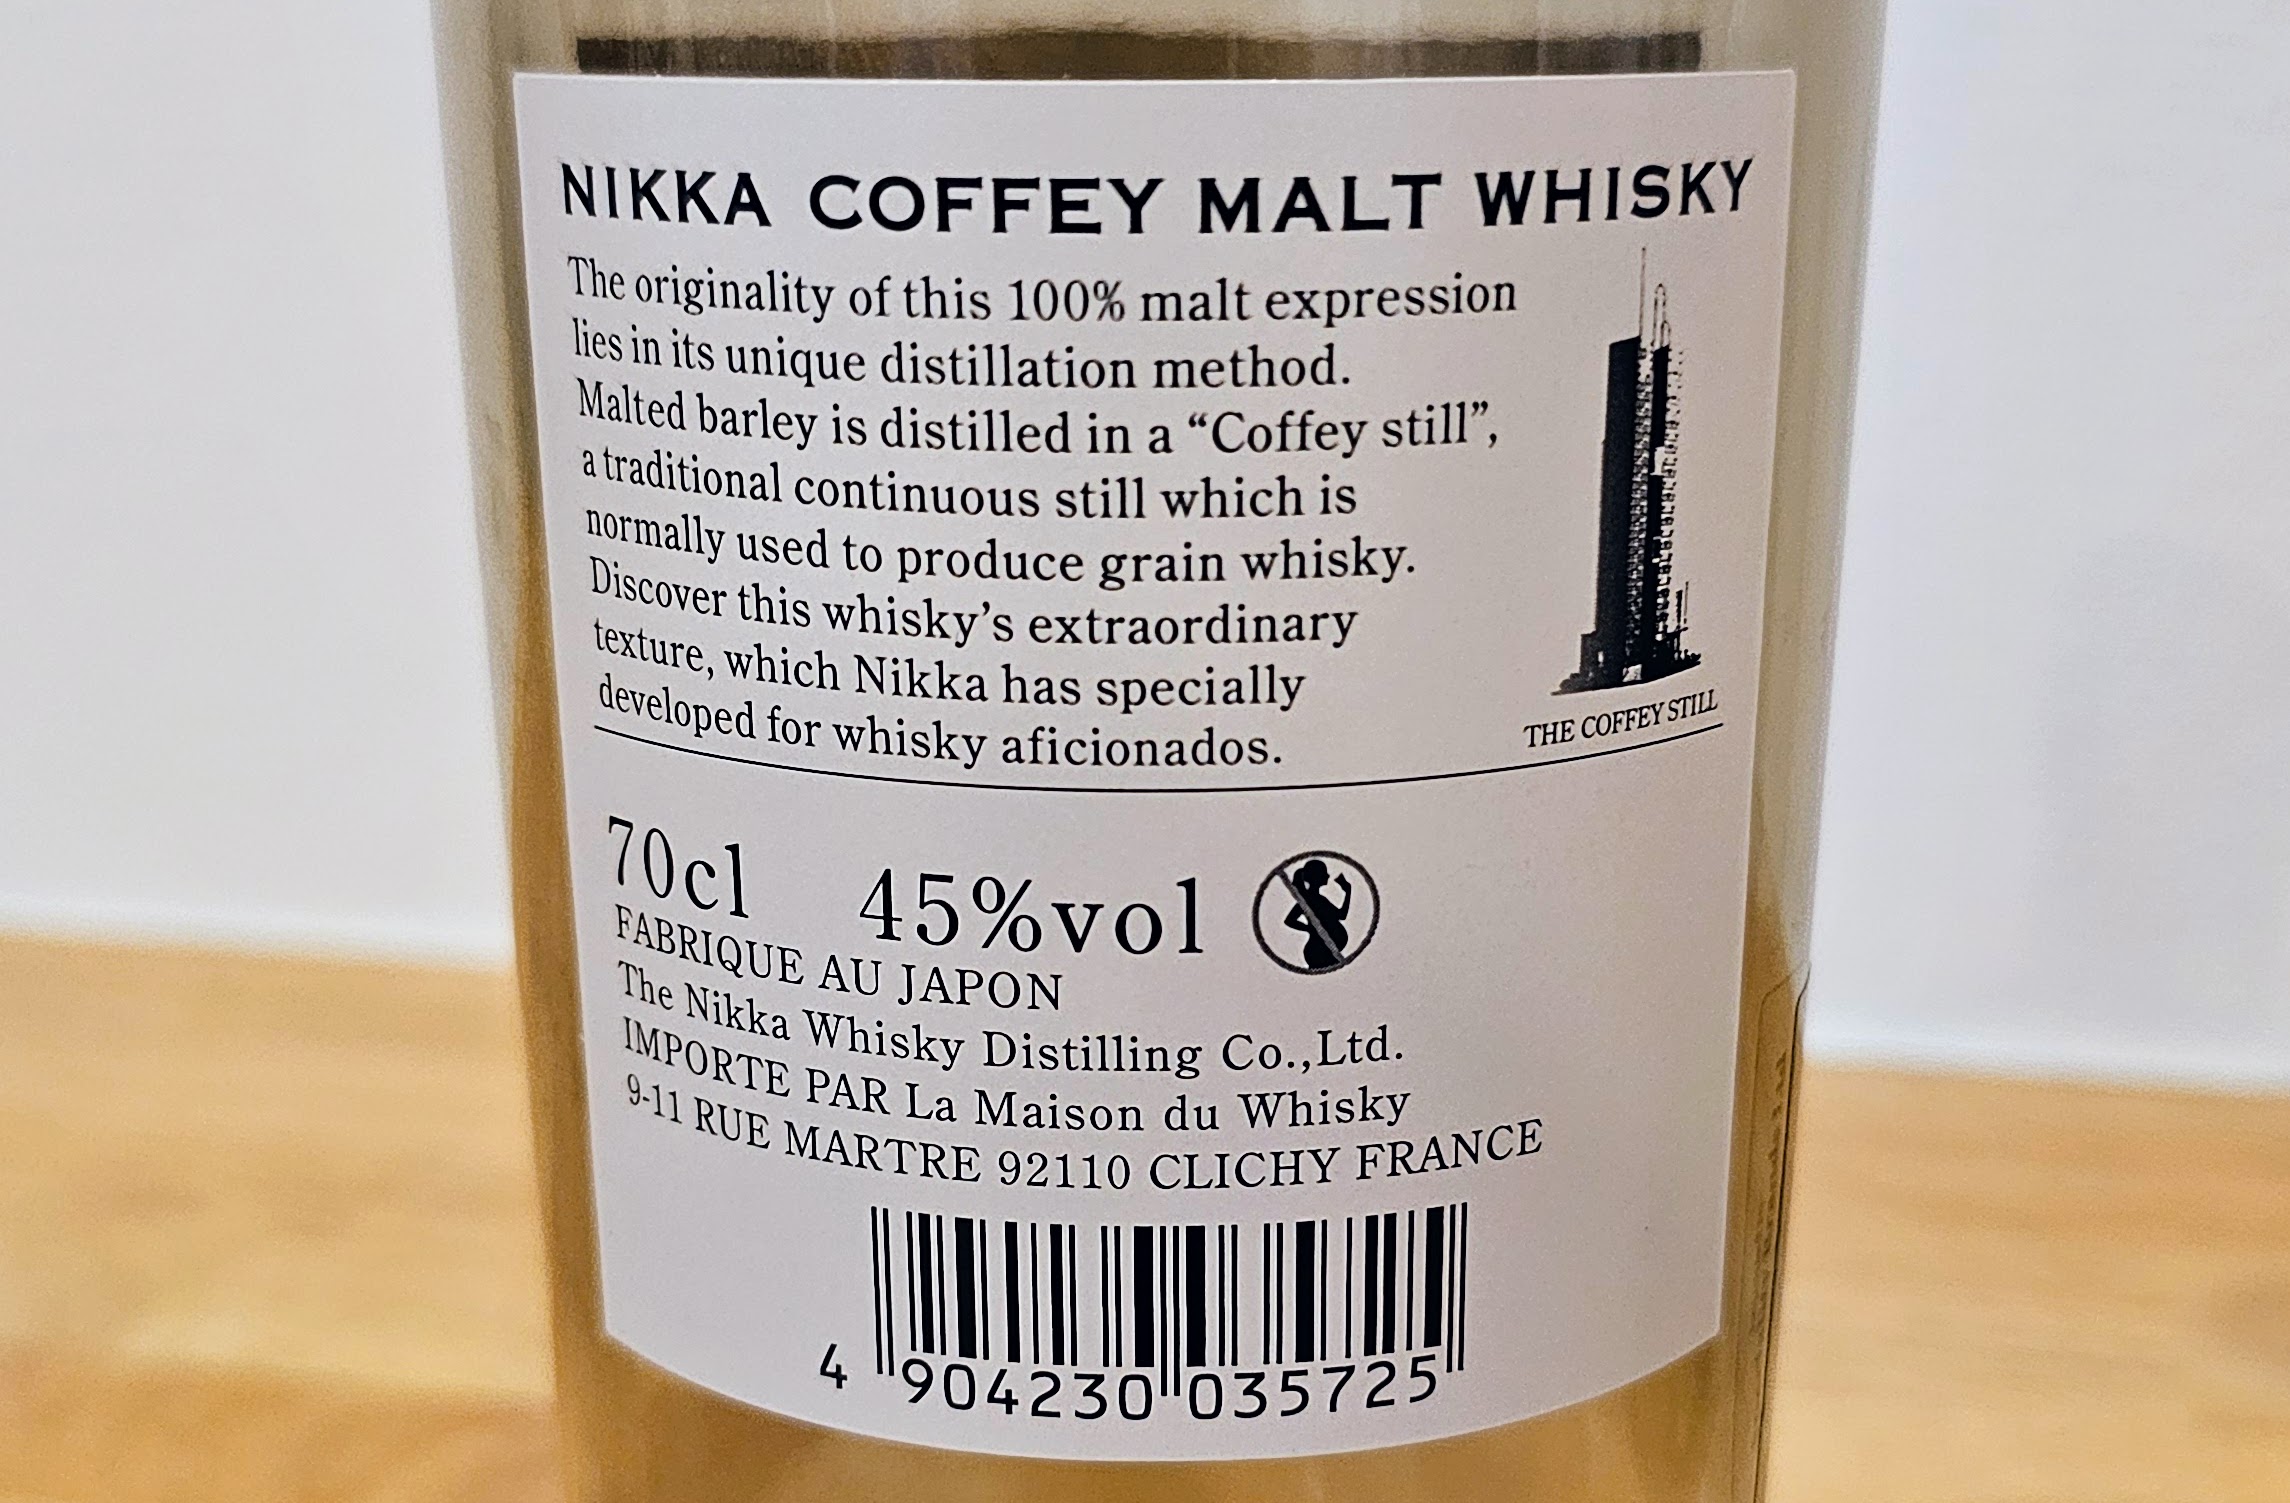 NIKKA COFFEY MALT WHISKY
The originality of this 100% malt expression
lies in its unique distillation method.
Malted barley is distilled in a “Coffey still”,
a traditional continuous still which is
normally used to produce grain whisky.
Discover this whisky’s extraordinary
texture, which Nikka has specially
developed for whisky aficionados.
THE COFFEY STILL
70cl 45%vol
FABRIQUE AU JAPON
The Nikka Whisky Distilling Co.,Ltd.
IMPORTE PAR La Maison du Whisky
9-11 RUE MARTRE 92110 CLICHY FRANCE
4 904230 035725